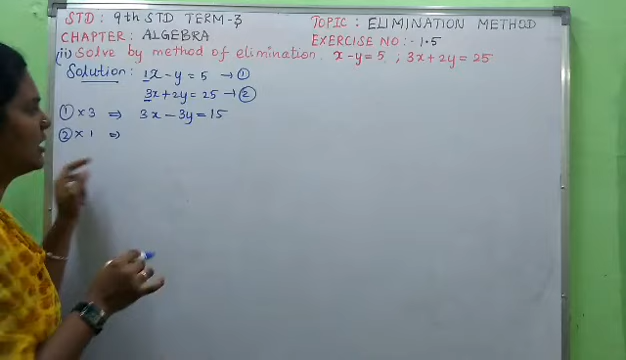 STD : 9th STD TERM-3 TOPIC : ELIMINATION METHOD
CHAPTER : ALGEBRA EXERCISE NO :- 1.5
(ii) Solve by method of elimination. x - y = 5. ; 3x + 2y = 25
Solution : 1x - y = 5 → ①
3x + 2y = 25 → ②
① × 3 ⇒ 3x - 3y = 15
② × 1 ⇒